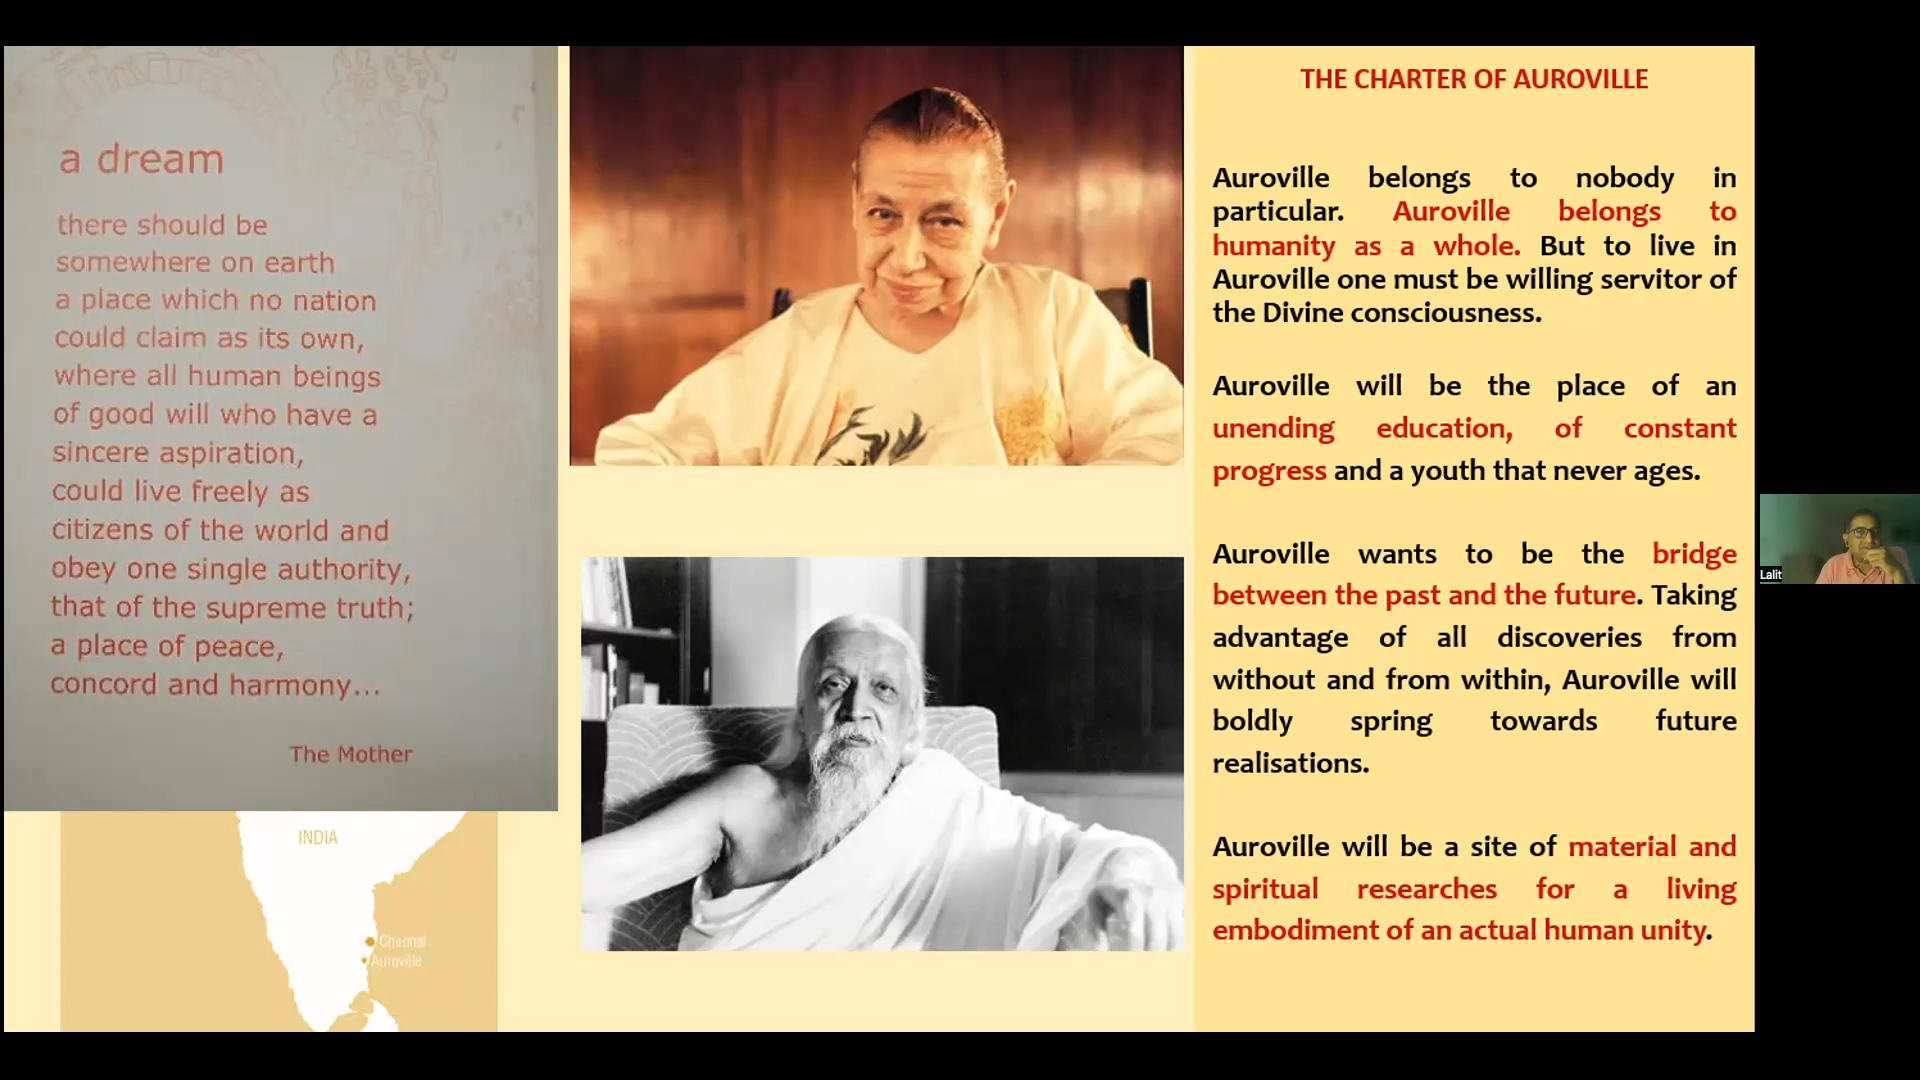 a dream
there should be
somewhere on earth
a place which no nation
could claim as its own,
where all human beings
of good will who have a
sincere aspiration,
could live freely as
citizens of the world and
obey one single authority,
that of the supreme truth;
a place of peace,
concord and harmony...
The Mother
INDIA
Chennai
Auroville
THE CHARTER OF AUROVILLE
Auroville belongs to nobody in
particular. Auroville belongs to
humanity as a whole. But to live in
Auroville one must be willing servitor of
the Divine consciousness.
Auroville will be the place of an
unending education, of constant
progress and a youth that never ages.
Auroville wants to be the bridge
between the past and the future. Taking
advantage of all discoveries from
without and from within, Auroville will
boldly spring towards future
realisations.
Auroville will be a site of material and
spiritual researches for a living
embodiment of an actual human unity.
Lalit